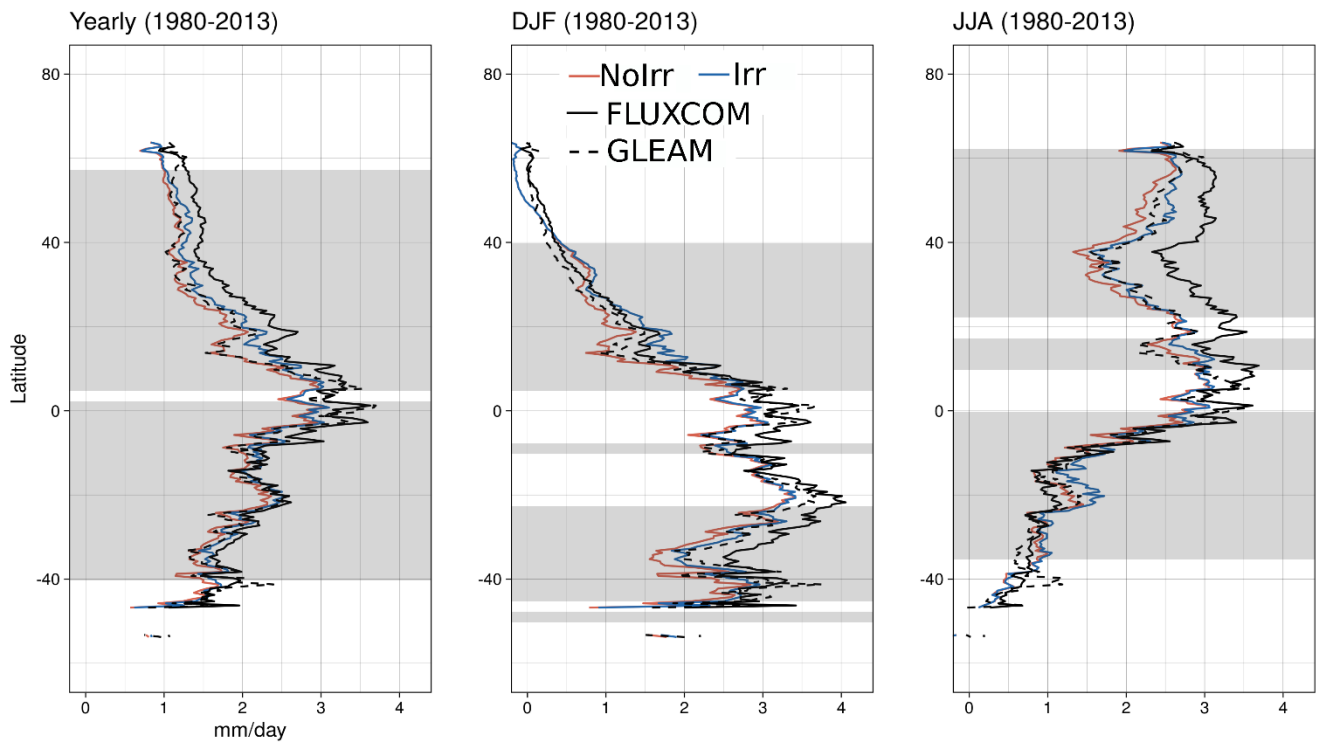 Yearly (1980-2013)
DJF (1980-2013)
JJA (1980-2013)
NoIrr
Irr
FLUXCOM
GLEAM
Latitude
80
40
0
-40
80
40
0
-40
80
40
0
-40
0 1 2 3 4
0 1 2 3 4
0 1 2 3 4
mm/day